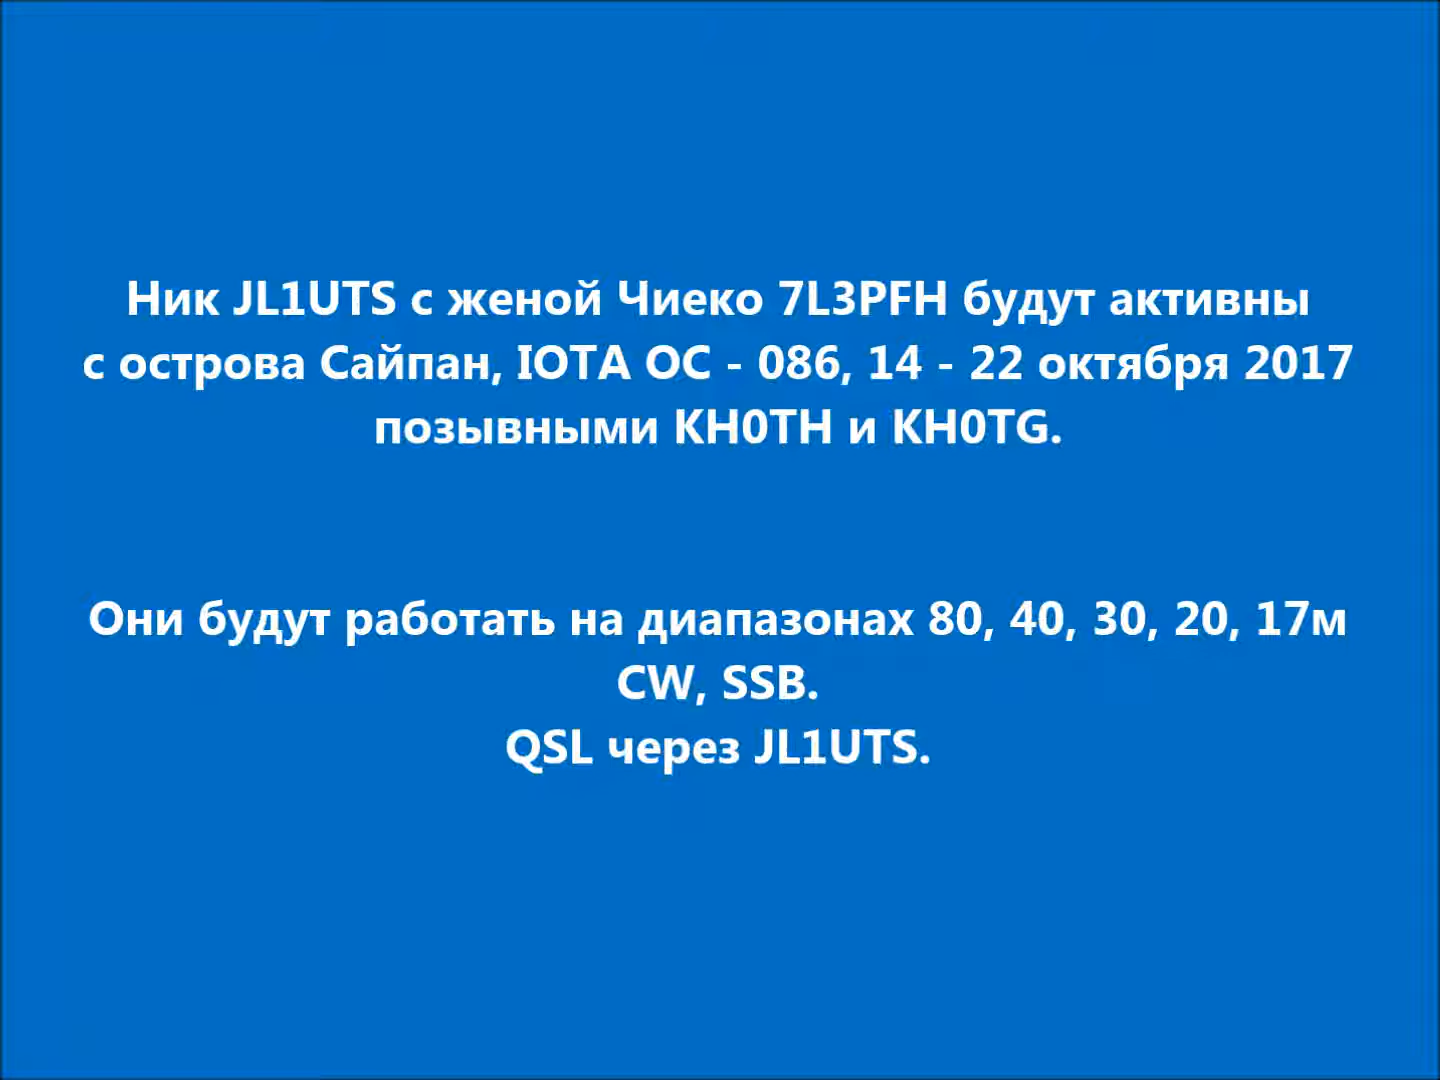 Ник JL1UTS с женой Чиеко 7L3PFH будут активны
с острова Сайпан, IOTA OC - 086, 14 - 22 октября 2017
позывными KH0TH и KH0TG.
Они будут работать на диапазонах 80, 40, 30, 20, 17м
CW, SSB.
QSL через JL1UTS.